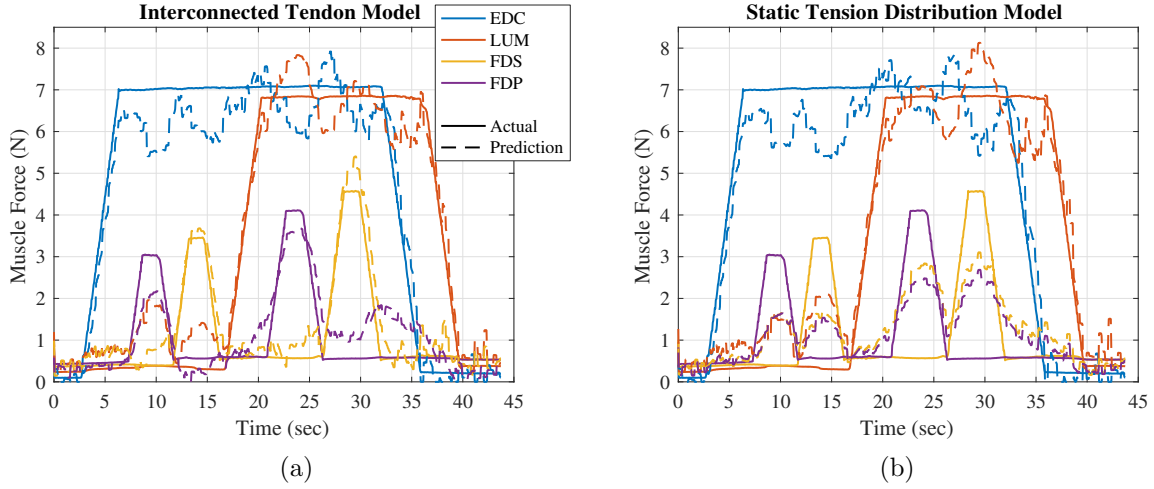 Interconnected Tendon Model
EDC
LUM
FDS
FDP
Actual
Prediction
Muscle Force (N)
8
7
6
5
4
3
2
1
0
0 5 10 15 20 25 30 35 40 45
Time (sec)
(a)
Static Tension Distribution Model
Muscle Force (N)
8
7
6
5
4
3
2
1
0
0 5 10 15 20 25 30 35 40 45
Time (sec)
(b)